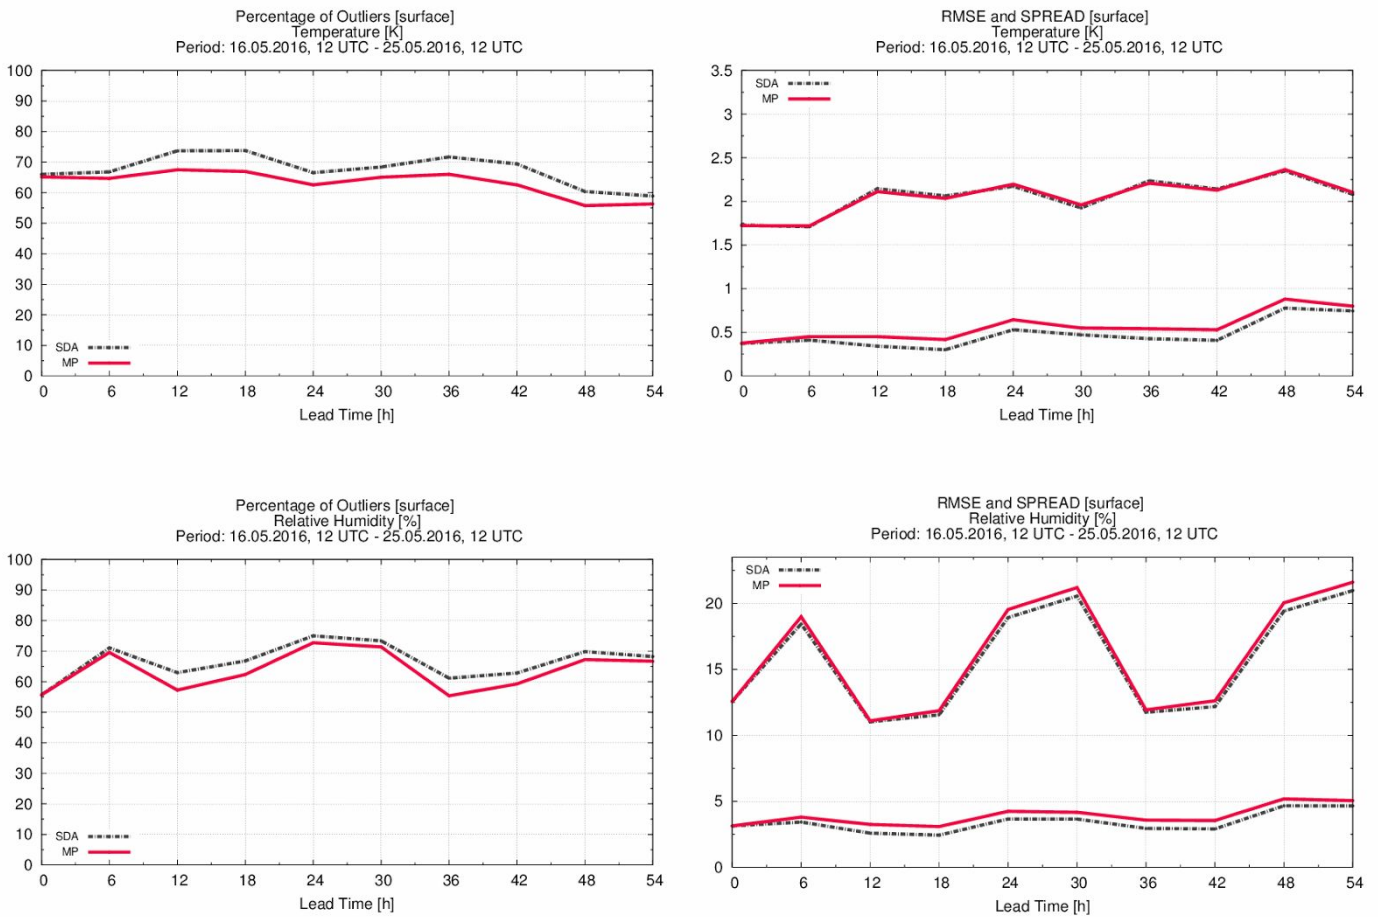 Percentage of Outliers [surface]
Temperature [K]
Period: 16.05.2016, 12 UTC - 25.05.2016, 12 UTC
100
90
80
70
60
50
40
30
20
10
0
SDA
MP
0 6 12 18 24 30 36 42 48 54
Lead Time [h]
RMSE and SPREAD [surface]
Temperature [K]
Period: 16.05.2016, 12 UTC - 25.05.2016, 12 UTC
3.5
3
2.5
2
1.5
1
0.5
0
SDA
MP
0 6 12 18 24 30 36 42 48 54
Lead Time [h]
Percentage of Outliers [surface]
Relative Humidity [%]
Period: 16.05.2016, 12 UTC - 25.05.2016, 12 UTC
100
90
80
70
60
50
40
30
20
10
0
SDA
MP
0 6 12 18 24 30 36 42 48 54
Lead Time [h]
RMSE and SPREAD [surface]
Relative Humidity [%]
Period: 16.05.2016, 12 UTC - 25.05.2016, 12 UTC
SDA
MP
20
15
10
5
0
0 6 12 18 24 30 36 42 48 54
Lead Time [h]